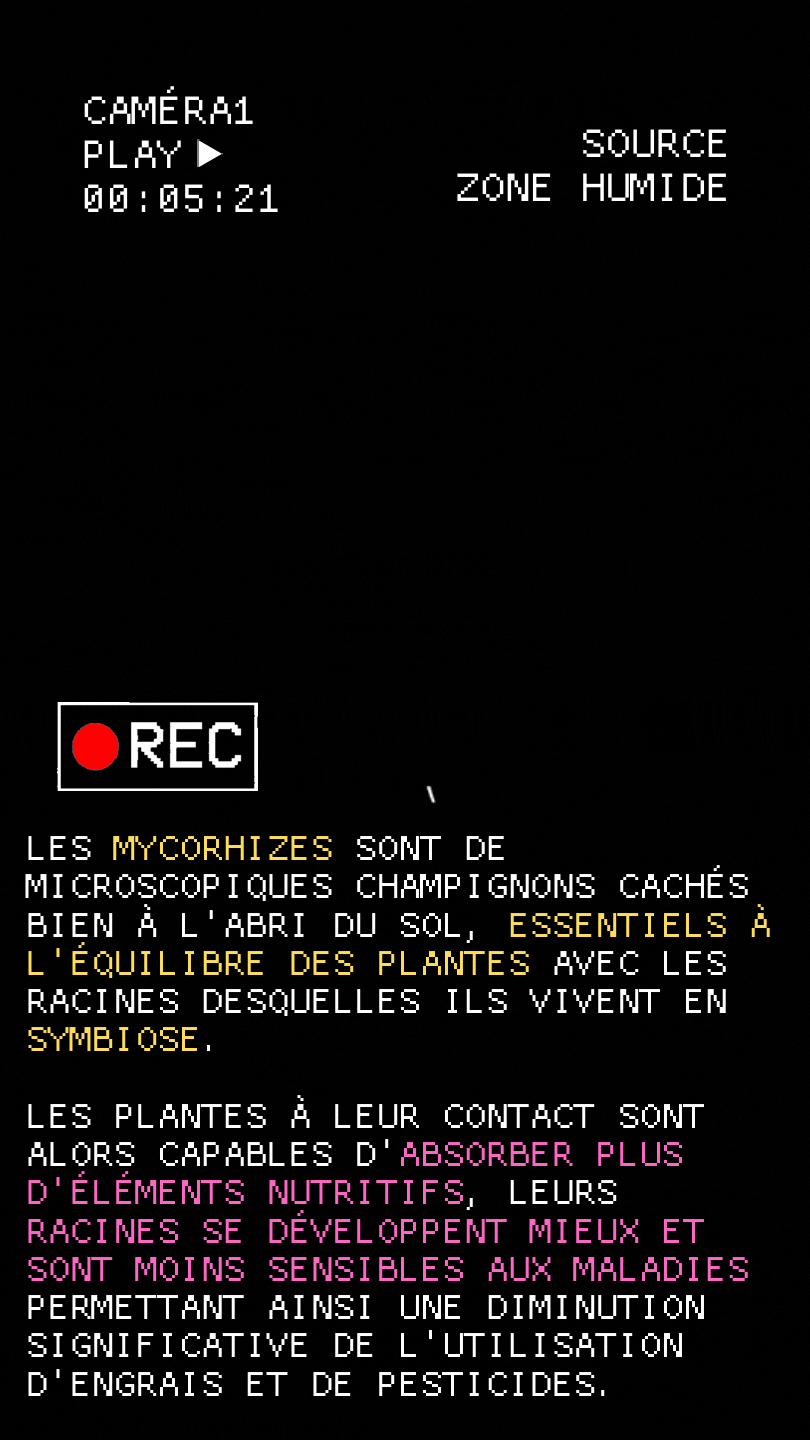 CAMÉRA1
PLAY ▶
00:05:21
SOURCE
ZONE HUMIDE
REC
LES MYCORHIZES SONT DE
MICROSCOPIQUES CHAMPIGNONS CACHÉS
BIEN À L'ABRI DU SOL, ESSENTIELS À
L'ÉQUILIBRE DES PLANTES AVEC LES
RACINES DESQUELLES ILS VIVENT EN
SYMBIOSE.
LES PLANTES À LEUR CONTACT SONT
ALORS CAPABLES D'ABSORBER PLUS
D'ÉLÉMENTS NUTRITIFS, LEURS
RACINES SE DÉVELOPPENT MIEUX ET
SONT MOINS SENSIBLES AUX MALADIES
PERMETTANT AINSI UNE DIMINUTION
SIGNIFICATIVE DE L'UTILISATION
D'ENGRAIS ET DE PESTICIDES.